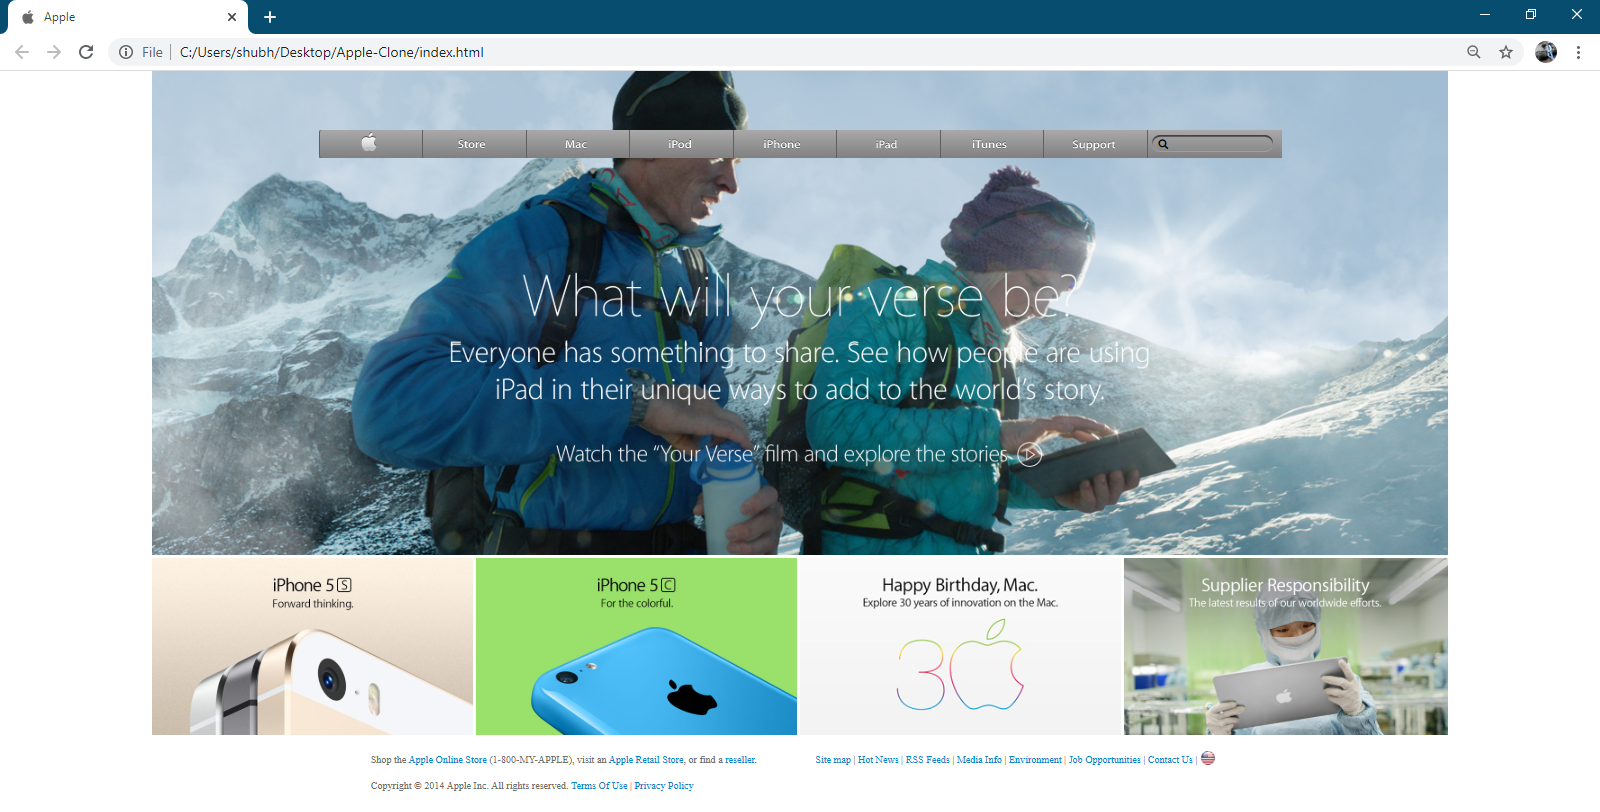 Apple
File
C:/Users/shubh/Desktop/Apple-Clone/index.html
Store Mac iPod iPhone iPad iTunes Support
What will your verse be?
Everyone has something to share. See how people are using
iPad in their unique ways to add to the world's story.
Watch the “Your Verse” film and explore the stories
iPhone 5S
Forward thinking.
iPhone 5C
For the colorful.
Happy Birthday, Mac.
Explore 30 years of innovation on the Mac.
30
Supplier Responsibility
The latest results of our worldwide efforts.
Shop the Apple Online Store (1-800-MY-APPLE), visit an Apple Retail Store, or find a reseller.
Site map | Hot News | RSS Feeds | Media Info | Environment | Job Opportunities | Contact Us |
Copyright © 2014 Apple Inc. All rights reserved. Terms Of Use | Privacy Policy